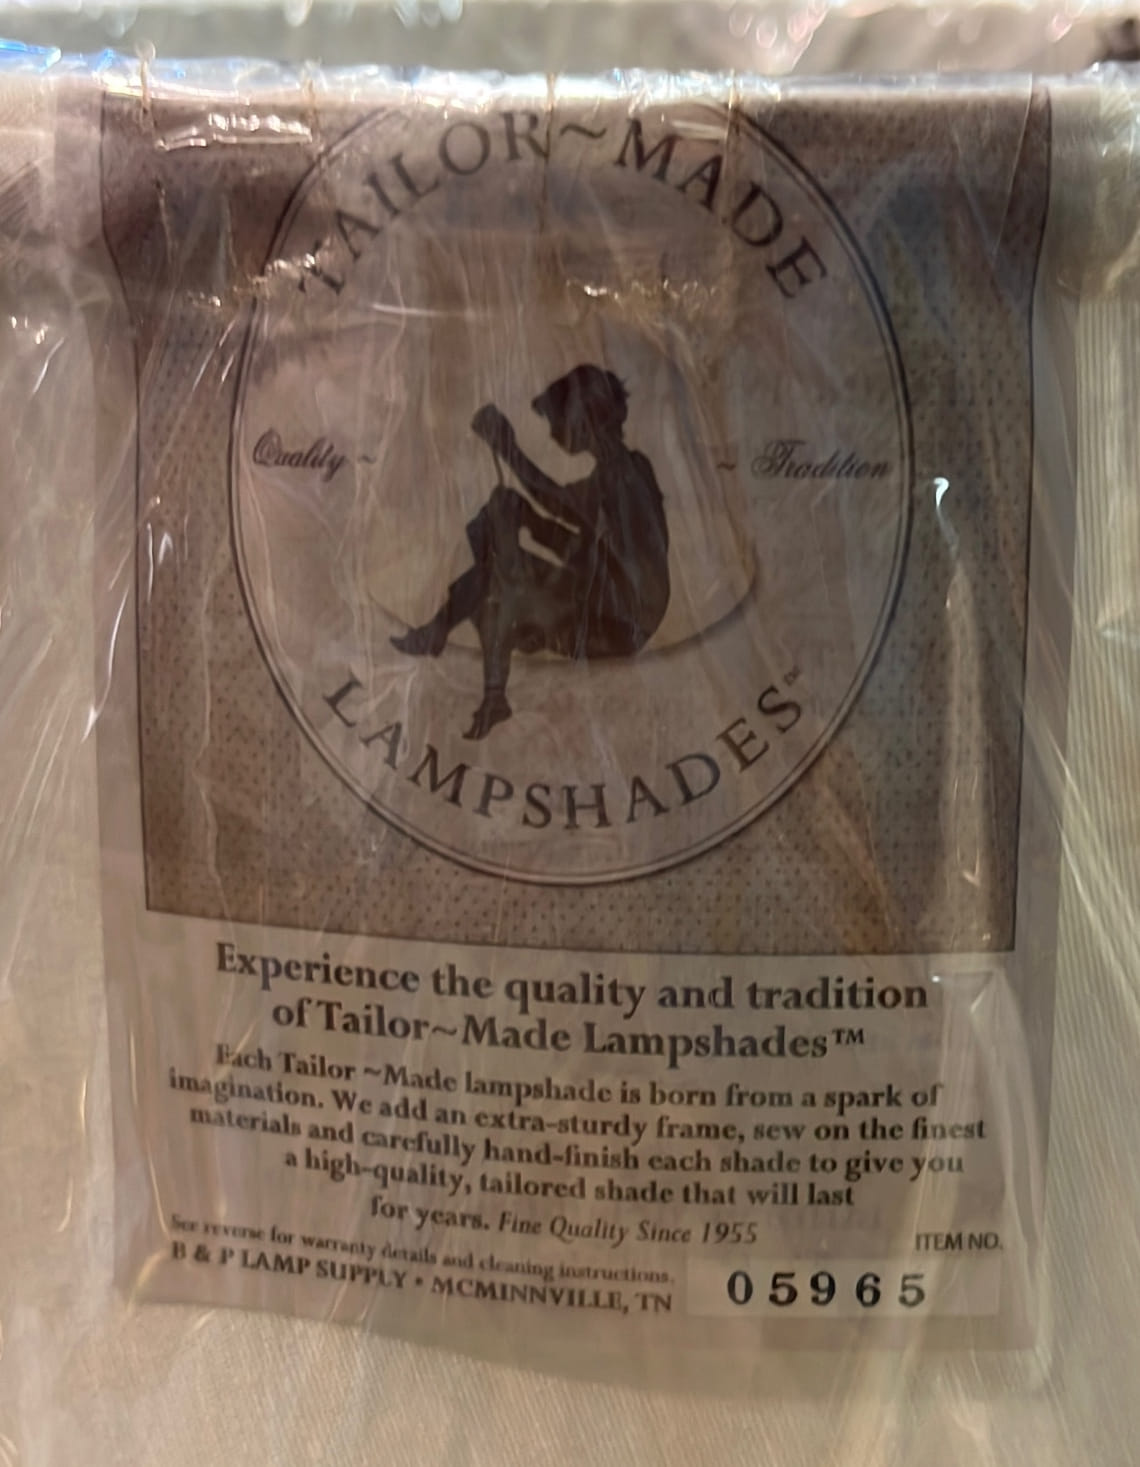 TAILOR~MADE
Quality ~
~ Tradition
LAMPSHADES™
Experience the quality and tradition
of Tailor~Made Lampshades™
Each Tailor ~Made lampshade is born from a spark of
imagination. We add an extra-sturdy frame, sew on the finest
materials and carefully hand-finish each shade to give you
a high-quality, tailored shade that will last
for years. Fine Quality Since 1955
See reverse for warranty details and cleaning instructions.
B & P LAMP SUPPLY • MCMINNVILLE, TN
ITEM NO.
05965